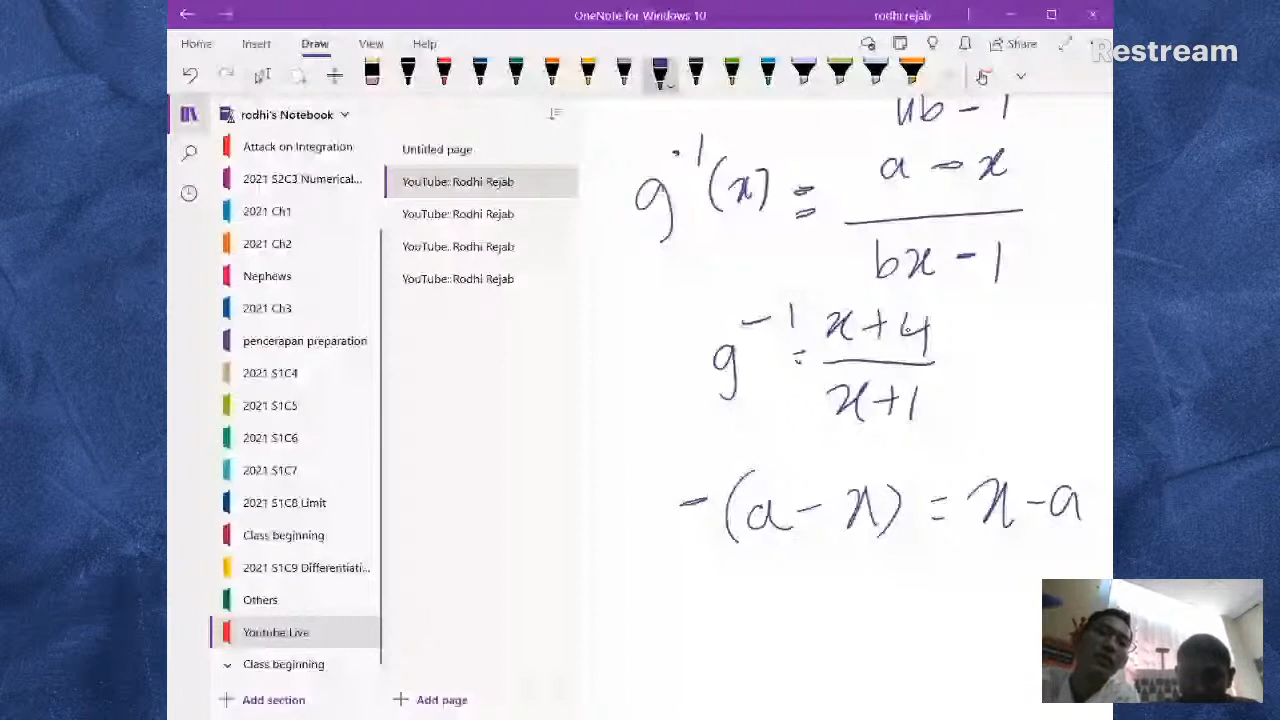 OneNote for Windows 10
rodhi rejab
Restream
Home Insert Draw View Help Share
rodhi's Notebook
Attack on Integration
2021 S2C3 Numerical...
2021 Ch1
2021 Ch2
Nephews
2021 Ch3
pencerapan preparation
2021 S1C4
2021 S1C5
2021 S1C6
2021 S1C7
2021 S1C8 Limit
Class beginning
2021 S1C9 Differentiati...
Others
Youtube Live
Class beginning
+ Add section
Untitled page
YouTube: Rodhi Rejab
YouTube: Rodhi Rejab
YouTube: Rodhi Rejab
YouTube: Rodhi Rejab
+ Add page
b - 1
g⁻¹(x) = (a - x)/(bx - 1)
g⁻¹ = (x+4)/(x+1)
-(a - x) = x - a